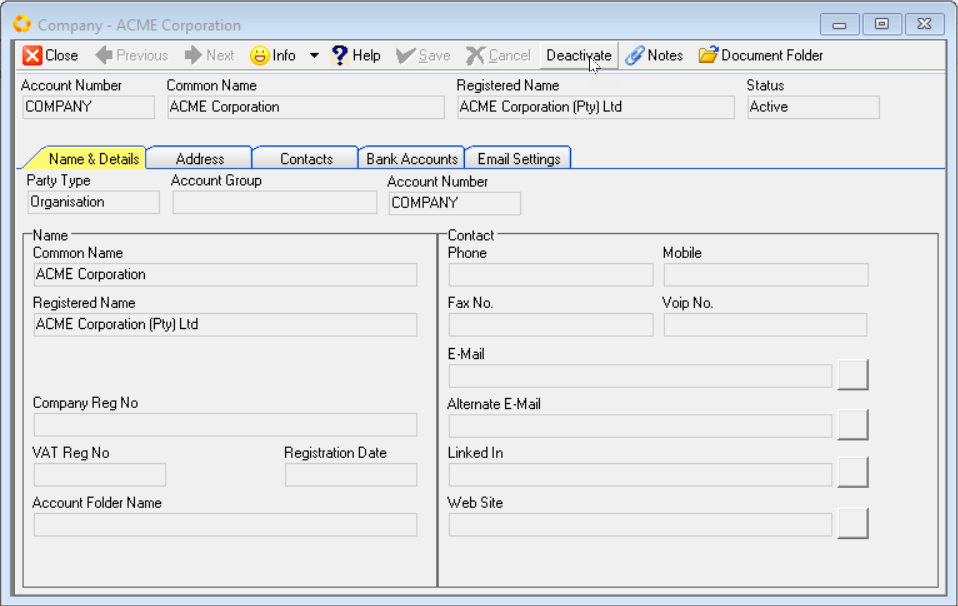 Company - ACME Corporation
Close Previous Next Info Help Save Cancel Deactivate Notes Document Folder
Account Number Common Name Registered Name Status
COMPANY ACME Corporation ACME Corporation (Pty) Ltd Active
Name & Details Address Contacts Bank Accounts Email Settings
Party Type Account Group Account Number
Organisation COMPANY
Name Contact
Common Name Phone Mobile
ACME Corporation
Registered Name Fax No. Voip No.
ACME Corporation (Pty) Ltd
E-Mail
Company Reg No Alternate E-Mail
VAT Reg No Registration Date Linked In
Account Folder Name Web Site